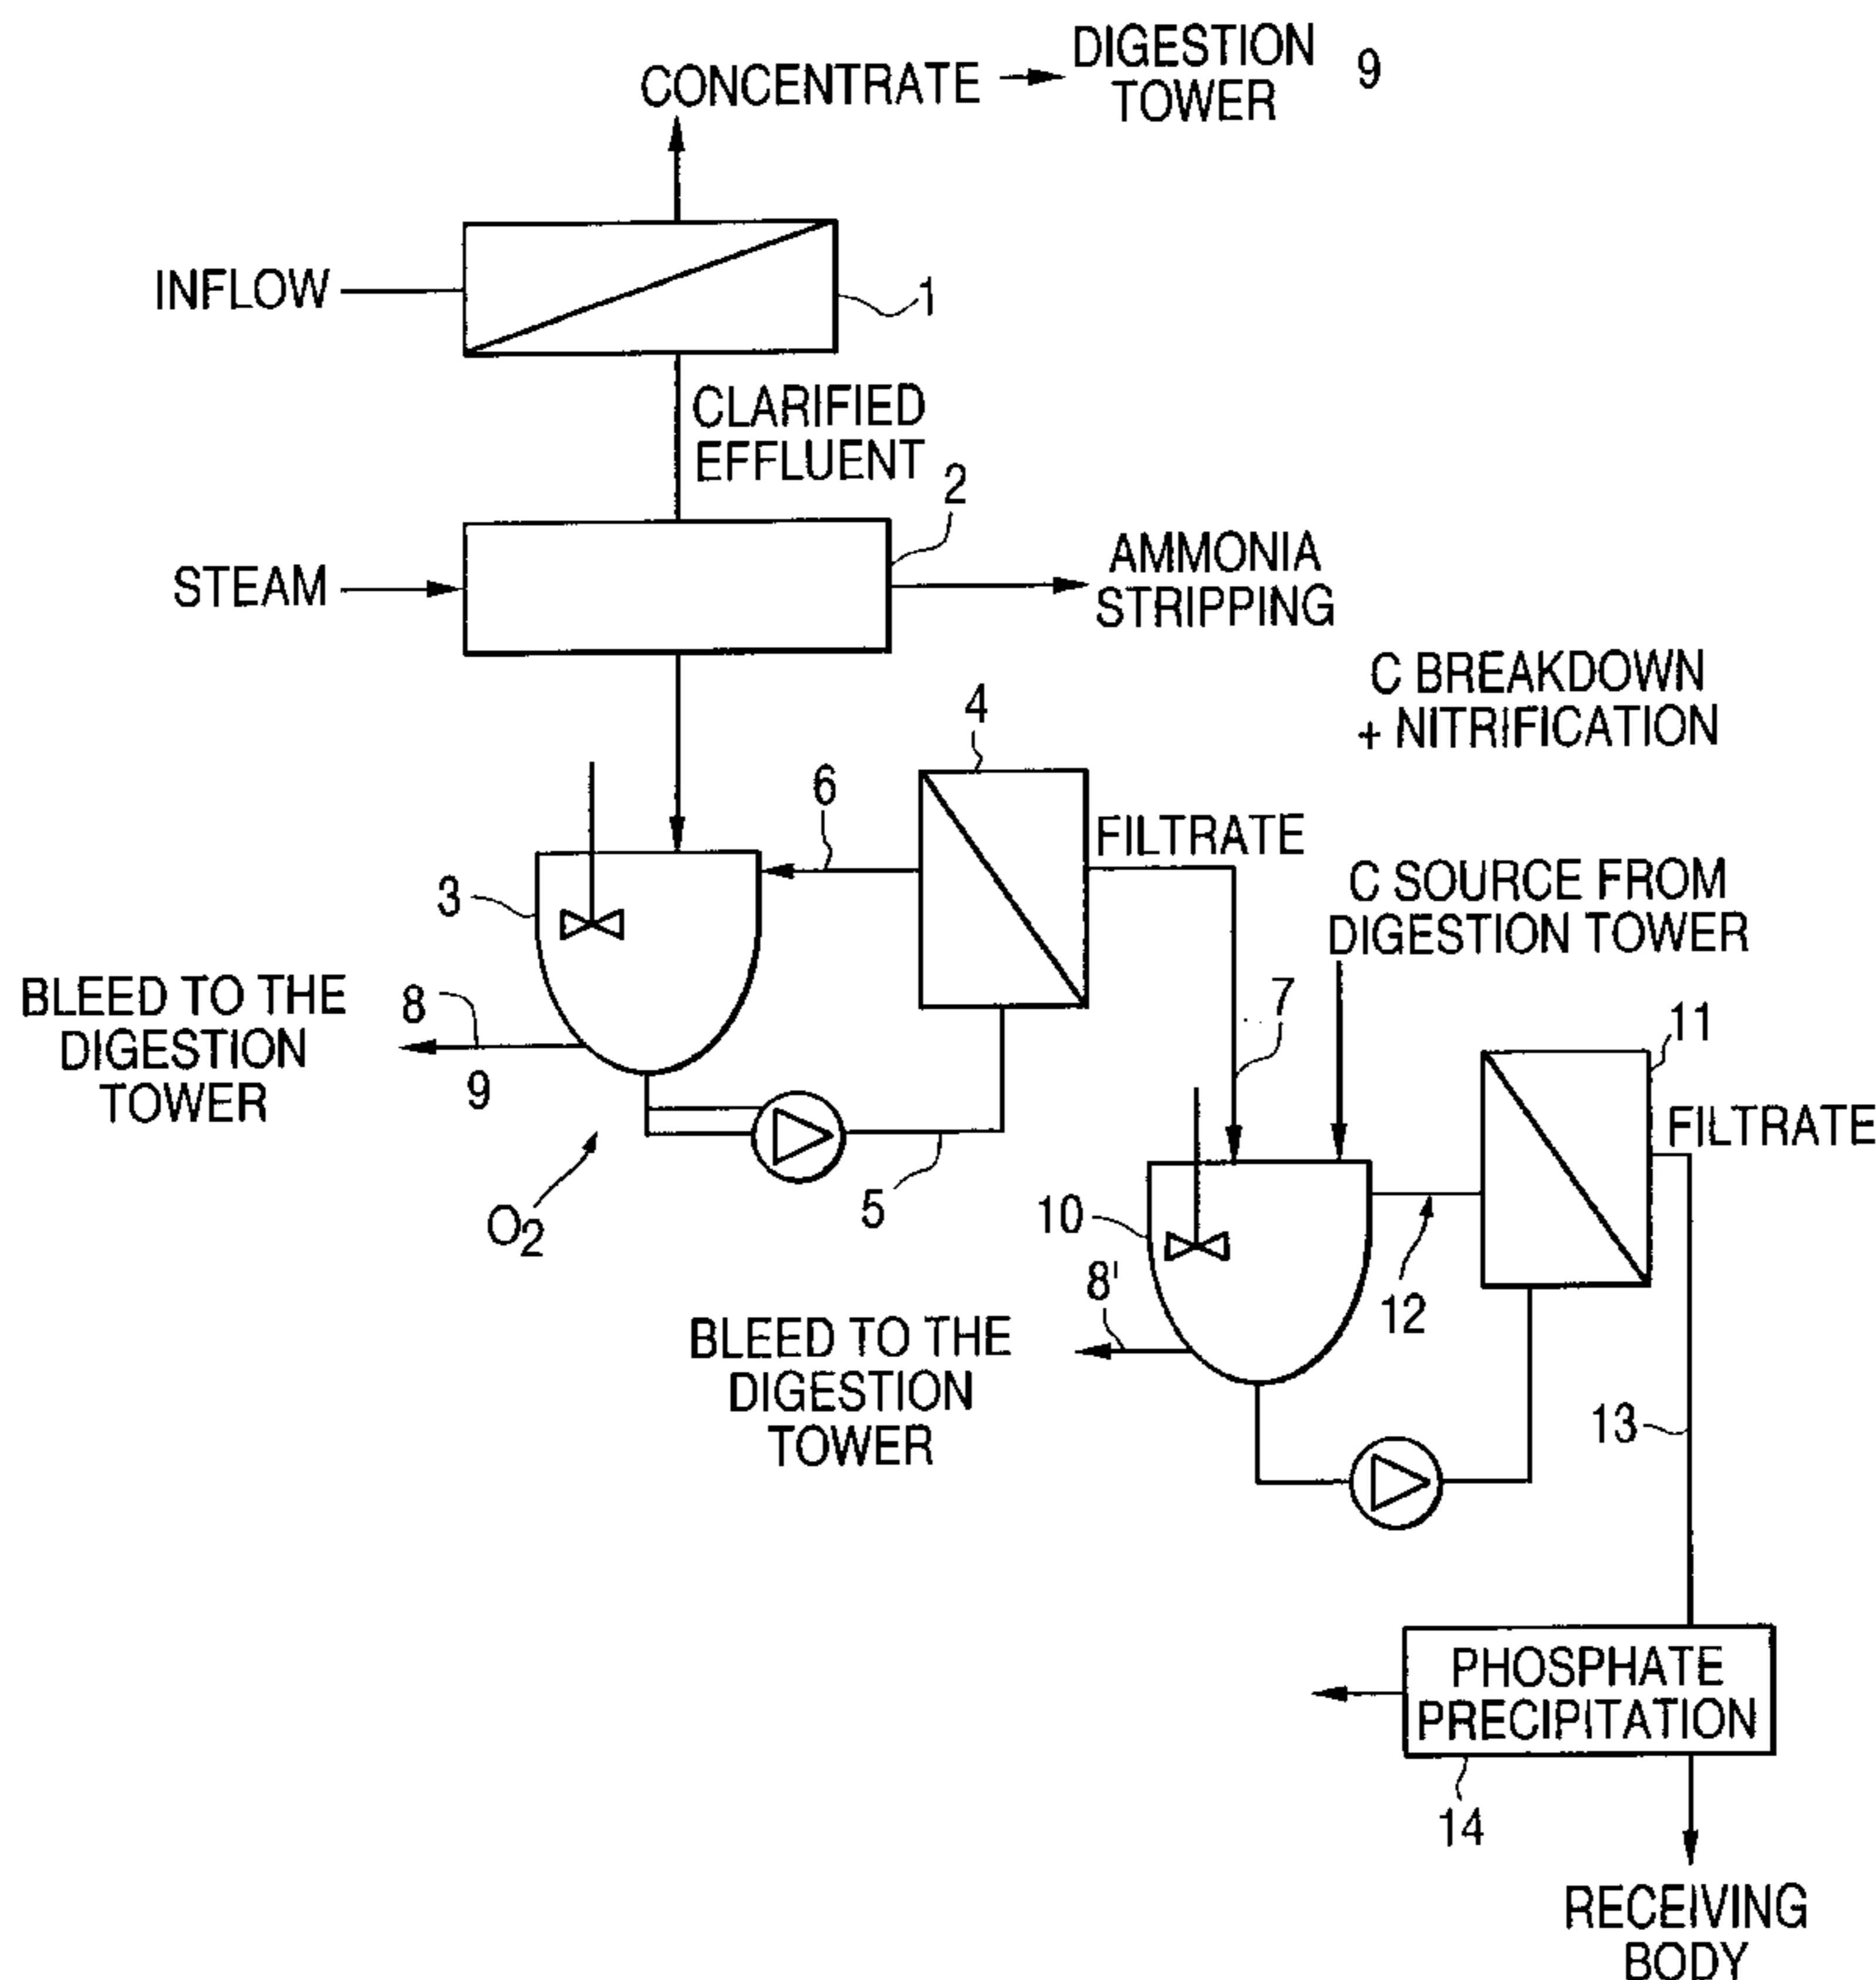 DIGESTION
TOWER
9
CONCENTRATE
INFLOW
1
CLARIFIED
EFFLUENT
2
STEAM
AMMONIA
STRIPPING
C BREAKDOWN
+ NITRIFICATION
4
6
FILTRATE
3
C SOURCE FROM
DIGESTION TOWER
BLEED TO THE
DIGESTION
TOWER
8
9
7
11
O2
5
FILTRATE
10
8'
12
BLEED TO THE
DIGESTION
TOWER
13
PHOSPHATE
PRECIPITATION
14
RECEIVING
BODY